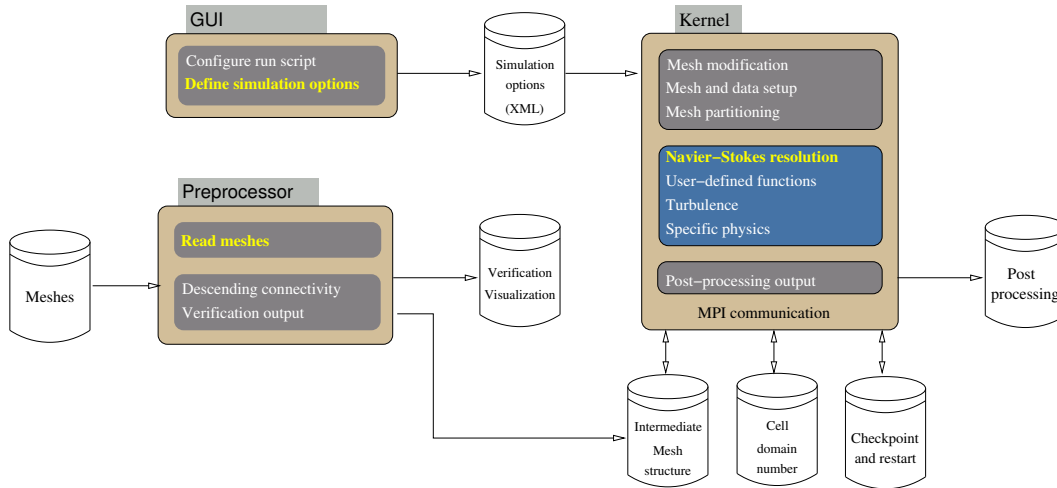 GUI
Configure run script
Define simulation options
Simulation
options
(XML)
Kernel
Mesh modification
Mesh and data setup
Mesh partitioning
Navier−Stokes resolution
User−defined functions
Turbulence
Specific physics
Post−processing output
MPI communication
Preprocessor
Read meshes
Descending connectivity
Verification output
Meshes
Verification
Visualization
Post
processing
Intermediate
Mesh
structure
Cell
domain
number
Checkpoint
and restart